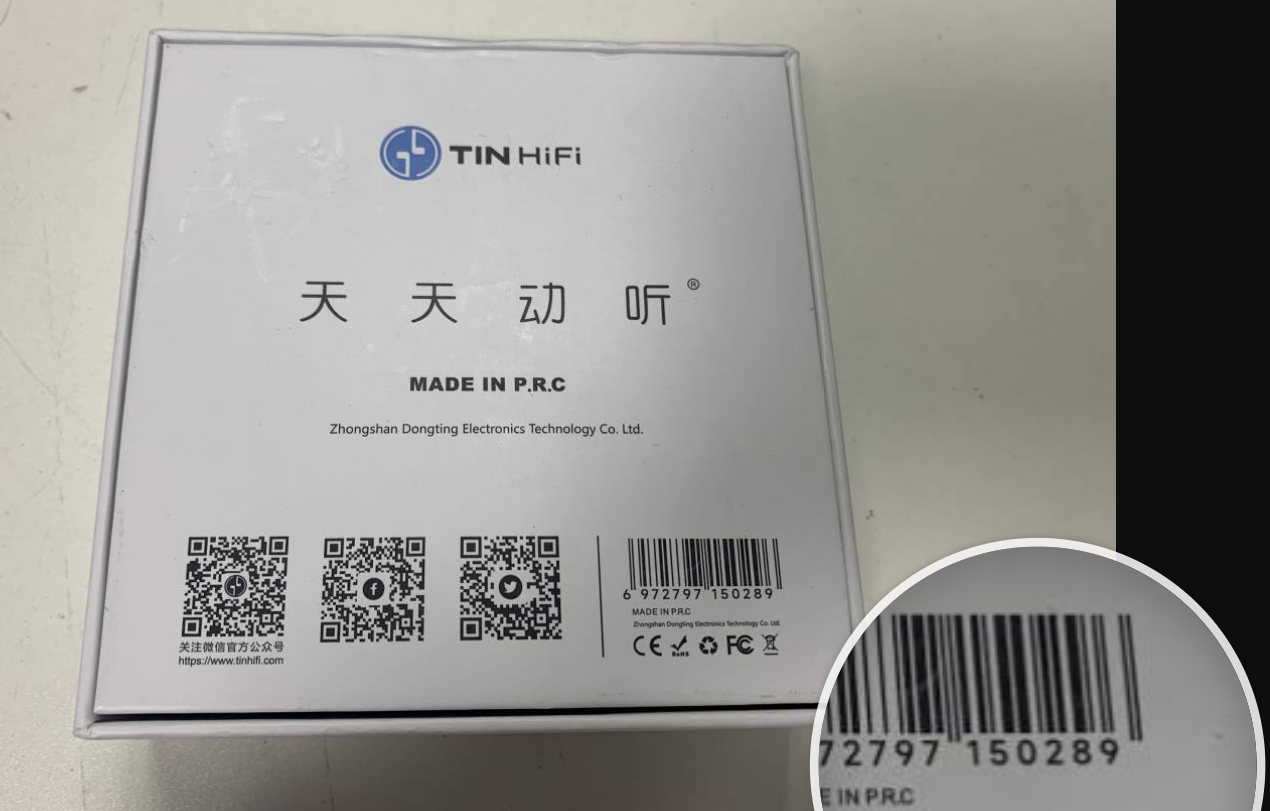 TIN HiFi
天 天 动 听 ®
MADE IN P.R.C
Zhongshan Dongting Electronics Technology Co. Ltd.
关注微信官方公众号
https://www.tinhifi.com
6 972797 150289
MADE IN P.R.C
Zhongshan Dongting Electronics Technology Co. Ltd.
CE RoHS FC
72797 150289
E IN P.R.C